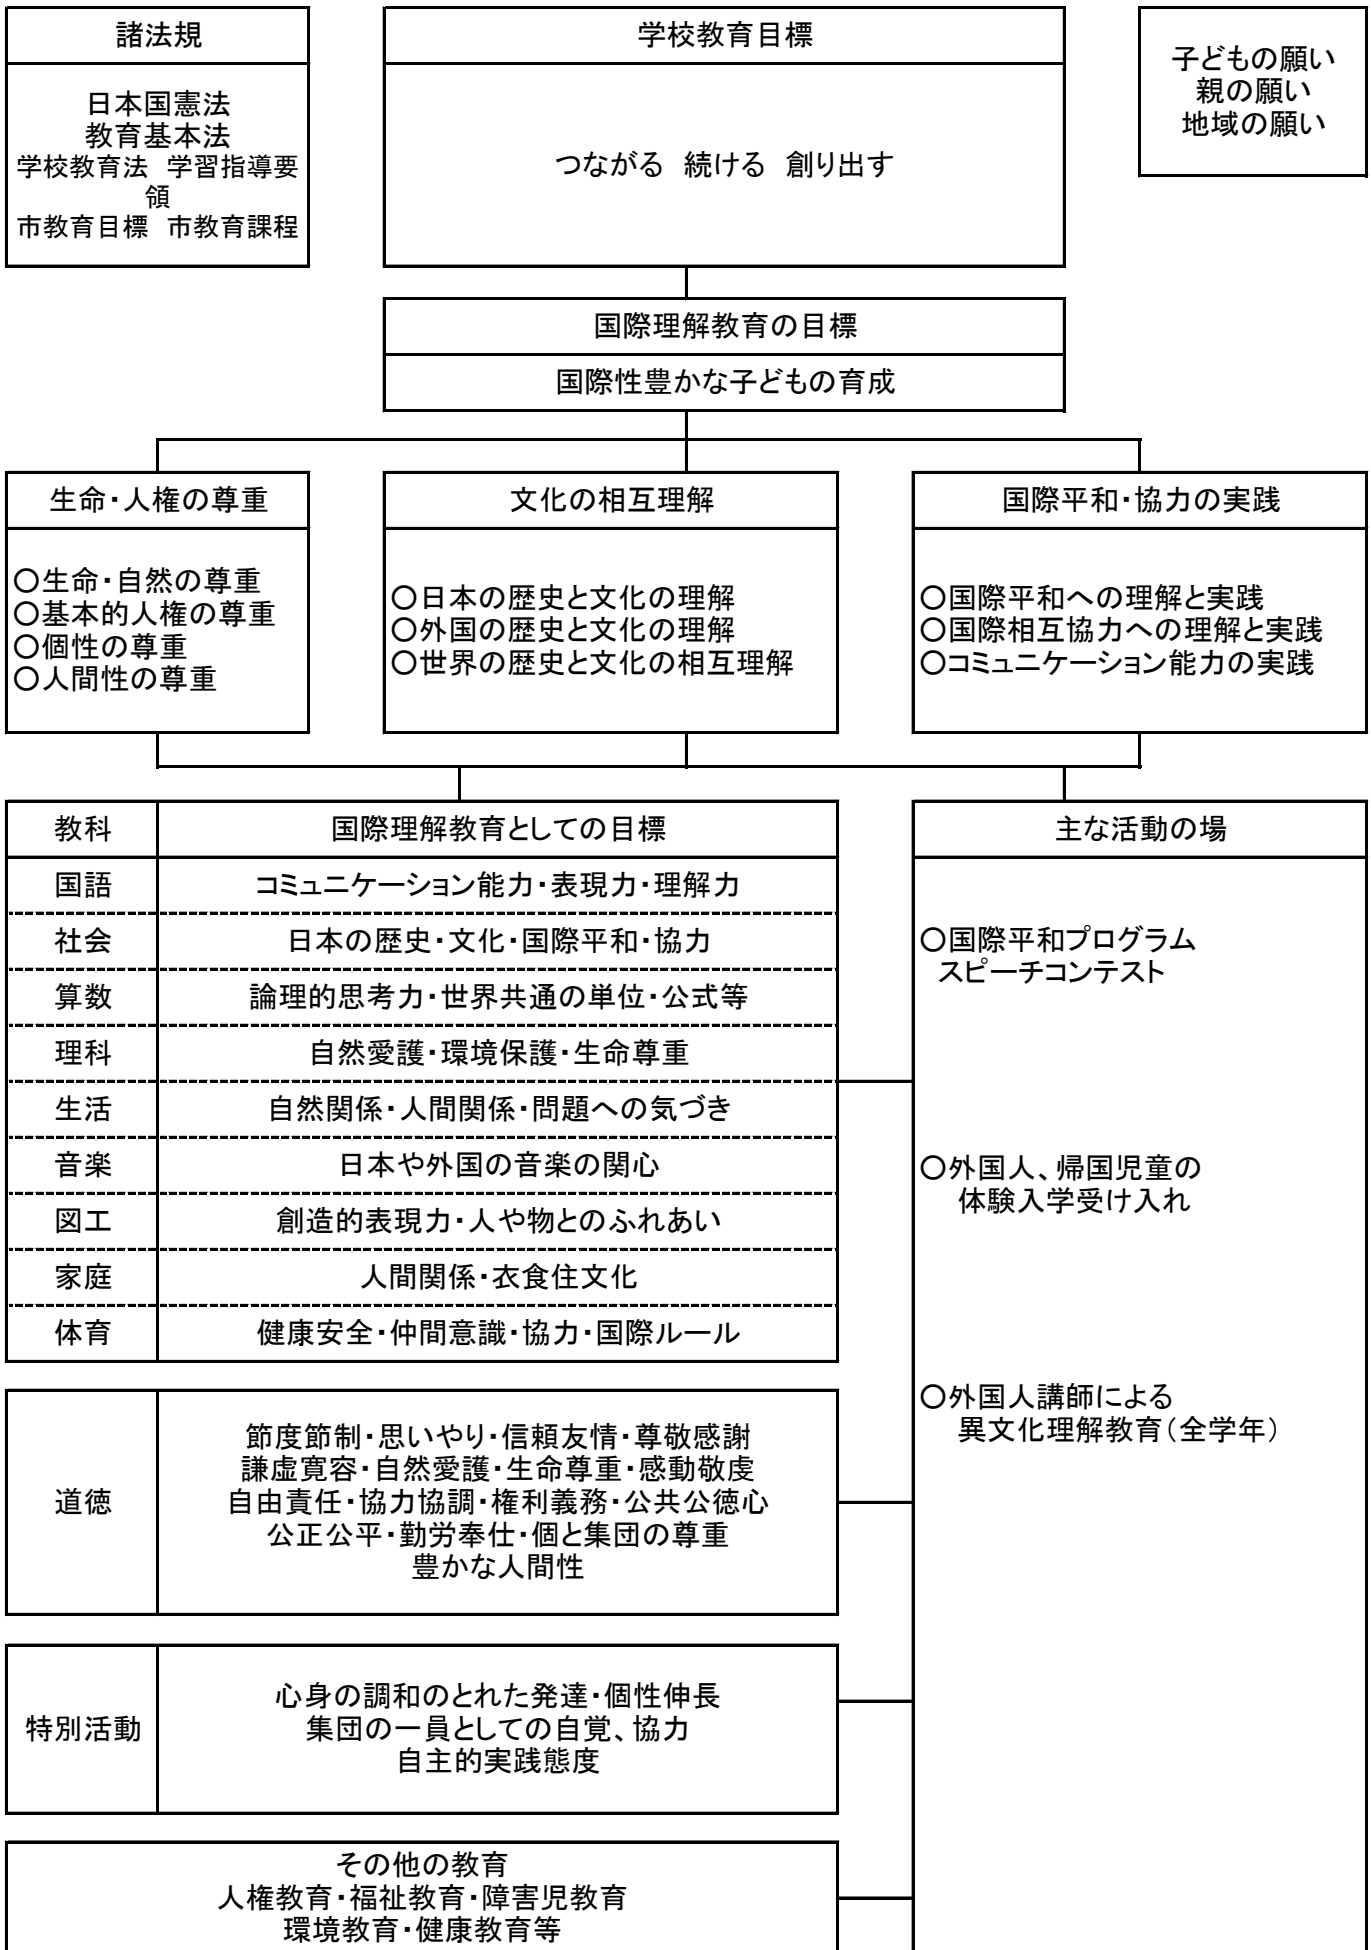 諸法規
日本国憲法
教育基本法
学校教育法　学習指導要
領
市教育目標　市教育課程
学校教育目標
つながる　続ける　創り出す
子どもの願い
親の願い
地域の願い
国際理解教育の目標
国際性豊かな子どもの育成
生命・人権の尊重
〇生命・自然の尊重
〇基本的人権の尊重
〇個性の尊重
〇人間性の尊重
文化の相互理解
〇日本の歴史と文化の理解
〇外国の歴史と文化の理解
〇世界の歴史と文化の相互理解
国際平和・協力の実践
〇国際平和への理解と実践
〇国際相互協力への理解と実践
〇コミュニケーション能力の実践
教科　国際理解教育としての目標
国語　コミュニケーション能力・表現力・理解力
社会　日本の歴史・文化・国際平和・協力
算数　論理的思考力・世界共通の単位・公式等
理科　自然愛護・環境保護・生命尊重
生活　自然関係・人間関係・問題への気づき
音楽　日本や外国の音楽の関心
図工　創造的表現力・人や物とのふれあい
家庭　人間関係・衣食住文化
体育　健康安全・仲間意識・協力・国際ルール
道徳
節度節制・思いやり・信頼友情・尊敬感謝
謙虚寛容・自然愛護・生命尊重・感動敬虔
自由責任・協力協調・権利義務・公共公徳心
公正公平・勤労奉仕・個と集団の尊重
豊かな人間性
特別活動
心身の調和のとれた発達・個性伸長
集団の一員としての自覚、協力
自主的実践態度
その他の教育
人権教育・福祉教育・障害児教育
環境教育・健康教育等
主な活動の場
〇国際平和プログラム
スピーチコンテスト
〇外国人、帰国児童の
体験入学受け入れ
〇外国人講師による
異文化理解教育（全学年）